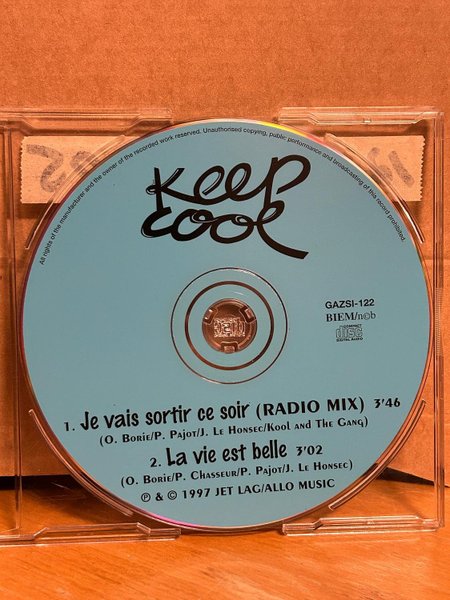 All rights of the manufacturer and the owner of the recorded work reserved. Unauthorised copying, public performance and broadcasting of this record prohibited.
Keep
cool
GAZSI-122
BIEM/n©b
COMPACT
disc
DIGITAL AUDIO
1. Je vais sortir ce soir (RADIO MIX) 3'46
(O. Borie/P. Pajot/J. Le Honsec/Kool and The Gang)
2. La vie est belle 3'02
(O. Borie/P. Chasseur/P. Pajot/J. Le Honsec)
℗ & © 1997 JET LAG/ALLO MUSIC